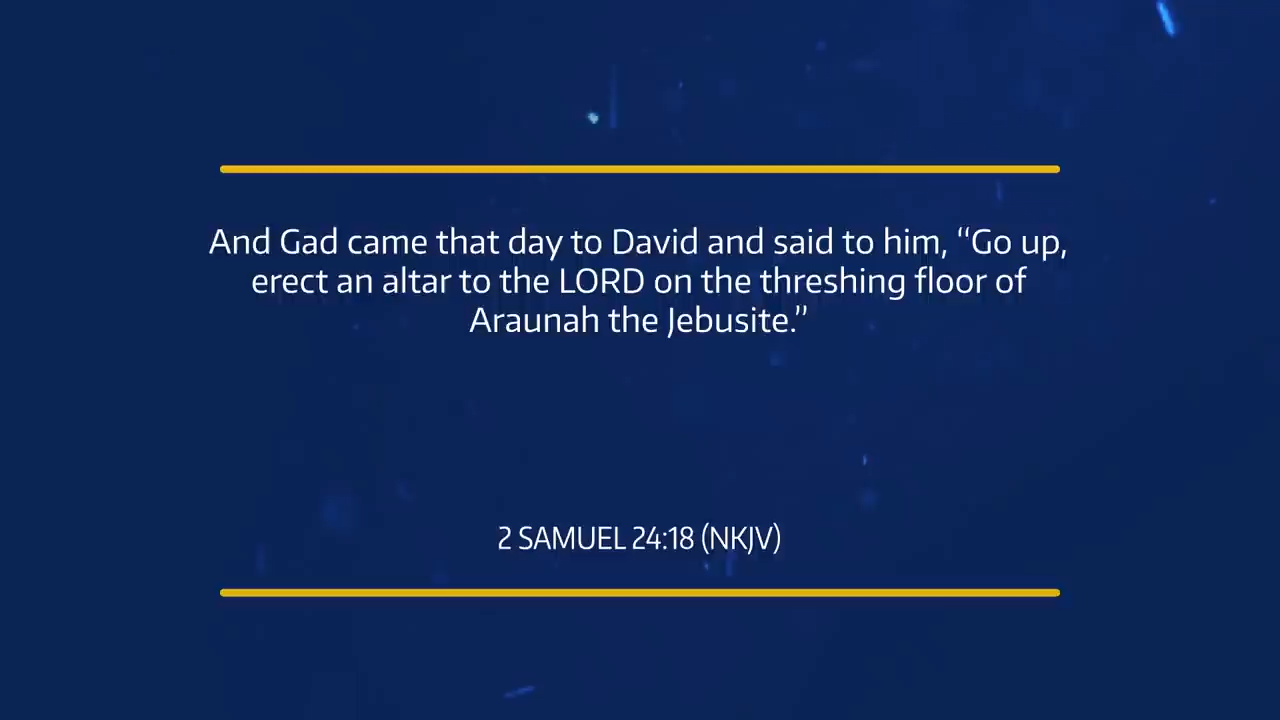 And Gad came that day to David and said to him, “Go up,
erect an altar to the LORD on the threshing floor of
Araunah the Jebusite.”
2 SAMUEL 24:18 (NKJV)